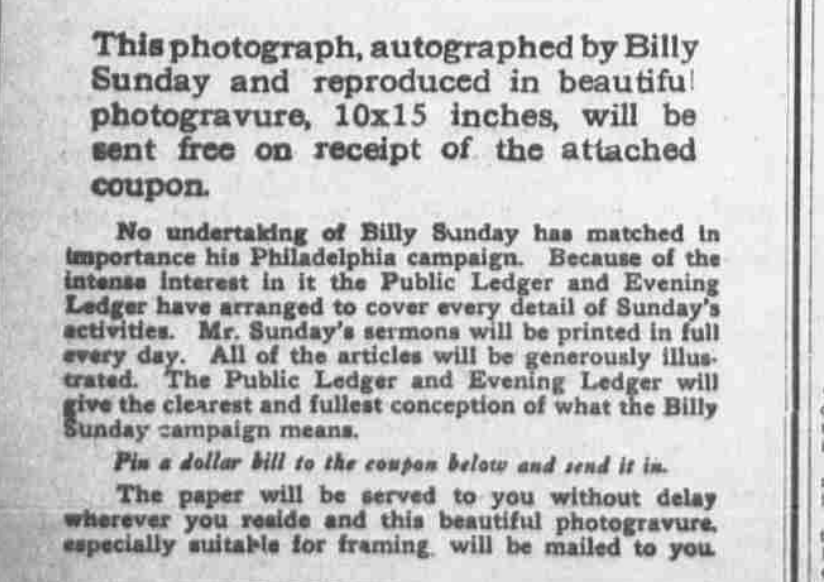 This photograph, autographed by Billy
Sunday and reproduced in beautiful
photogravure, 10x15 inches, will be
sent free on receipt of the attached
coupon.
No undertaking of Billy Sunday has matched in
importance his Philadelphia campaign. Because of the
intense interest in it the Public Ledger and Evening
Ledger have arranged to cover every detail of Sunday's
activities. Mr. Sunday's sermons will be printed in full
every day. All of the articles will be generously illus-
trated. The Public Ledger and Evening Ledger will
give the clearest and fullest conception of what the Billy
Sunday campaign means.
Pin a dollar bill to the coupon below and send it in.
The paper will be served to you without delay
wherever you reside and this beautiful photogravure,
especially suitable for framing, will be mailed to you.